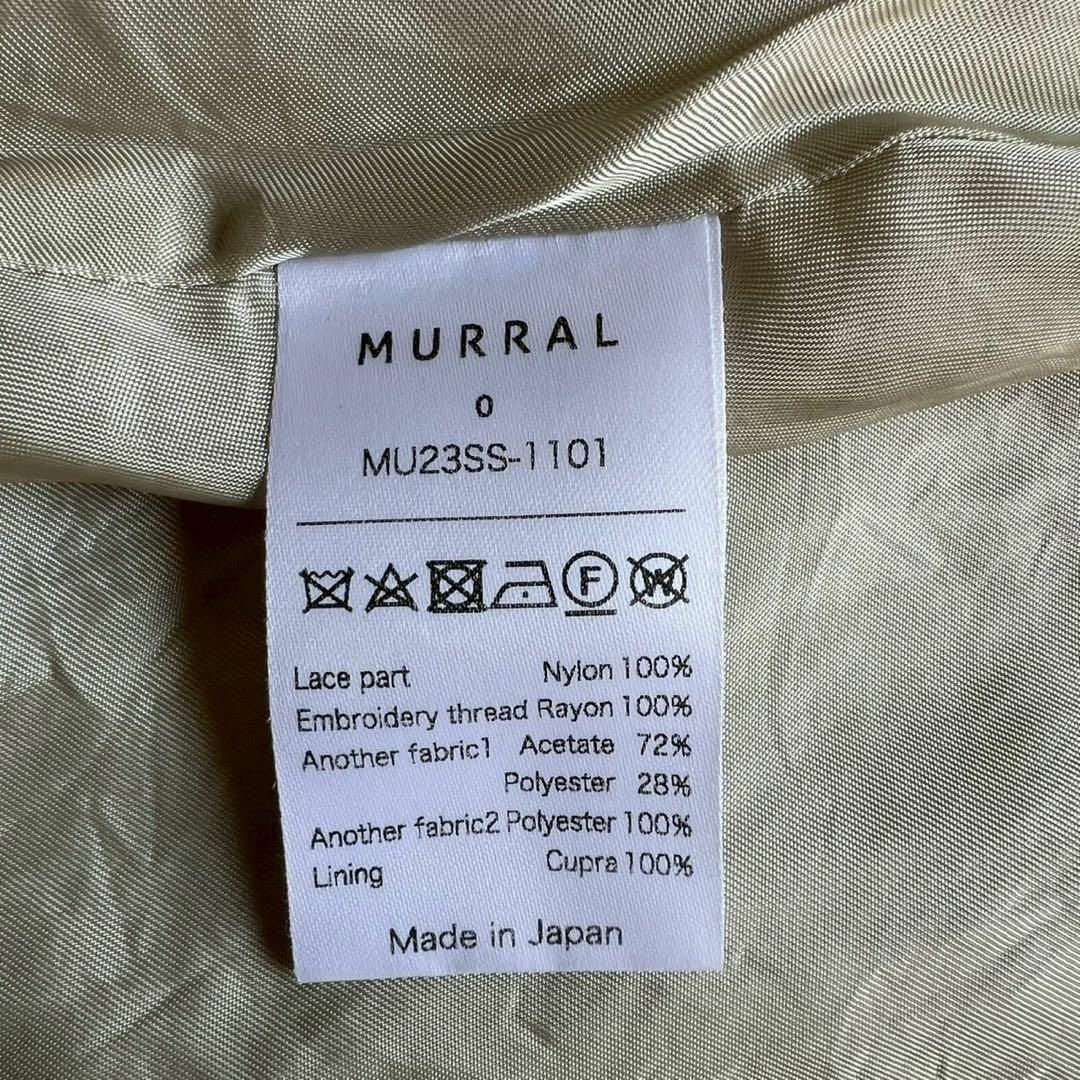 MURRAL
0
MU23SS-1101
F W
Lace part Nylon 100%
Embroidery thread Rayon 100%
Another fabric1 Acetate 72%
Polyester 28%
Another fabric2 Polyester 100%
Lining Cupra 100%
Made in Japan